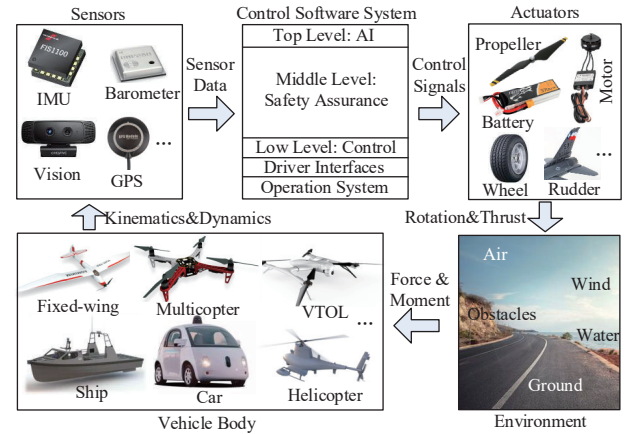 Sensors
FIS1100
IMU
Barometer
Vision
GPS
...
Sensor
Data
Control Software System
Top Level: AI
Middle Level:
Safety Assurance
Low Level: Control
Driver Interfaces
Operation System
Control
Signals
Actuators
Propeller
Motor
Battery
Wheel
Rudder
...
Kinematics&Dynamics
Rotation&Thrust
Fixed-wing
Multicopter
VTOL
...
Ship
Car
Helicopter
Vehicle Body
Force &
Moment
Air
Wind
Obstacles
Water
Ground
Environment